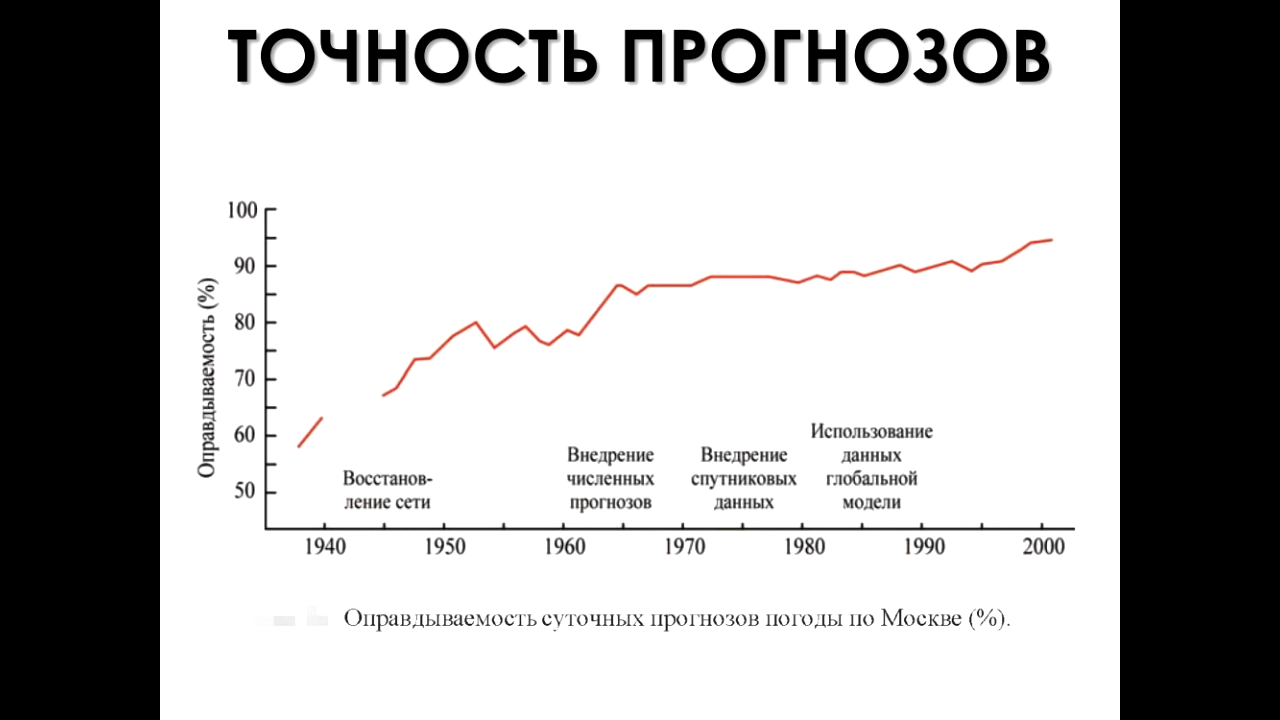 ТОЧНОСТЬ ПРОГНОЗОВ
Оправдываемость (%)
100
90
80
70
60
50
Восстанов-
ление сети
Внедрение
численных
прогнозов
Внедрение
спутниковых
данных
Использование
данных
глобальной
модели
1940 1950 1960 1970 1980 1990 2000
Оправдываемость суточных прогнозов погоды по Москве (%).